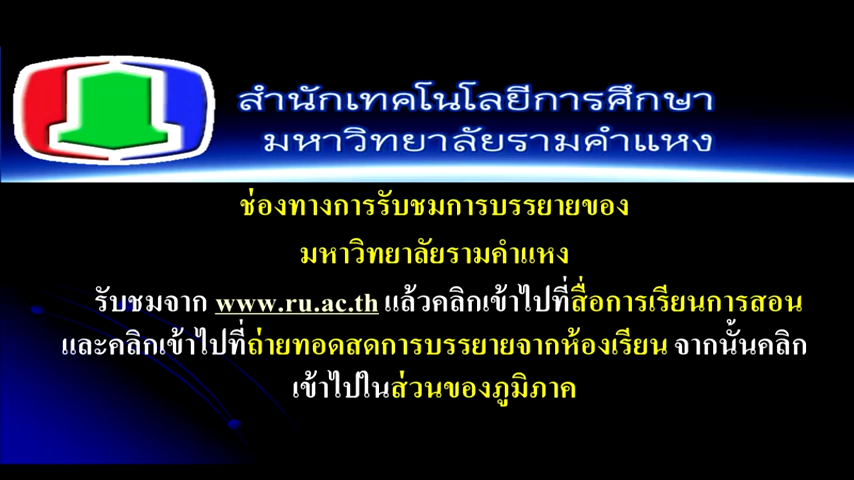 สำนักเทคโนโลยีการศึกษา
มหาวิทยาลัยรามคำแหง
ช่องทางการรับชมการบรรยายของ
มหาวิทยาลัยรามคำแหง
รับชมจาก www.ru.ac.th แล้วคลิกเข้าไปที่สื่อการเรียนการสอน
และคลิกเข้าไปที่ถ่ายทอดสดการบรรยายจากห้องเรียน จากนั้นคลิก
เข้าไปในส่วนของภูมิภาค